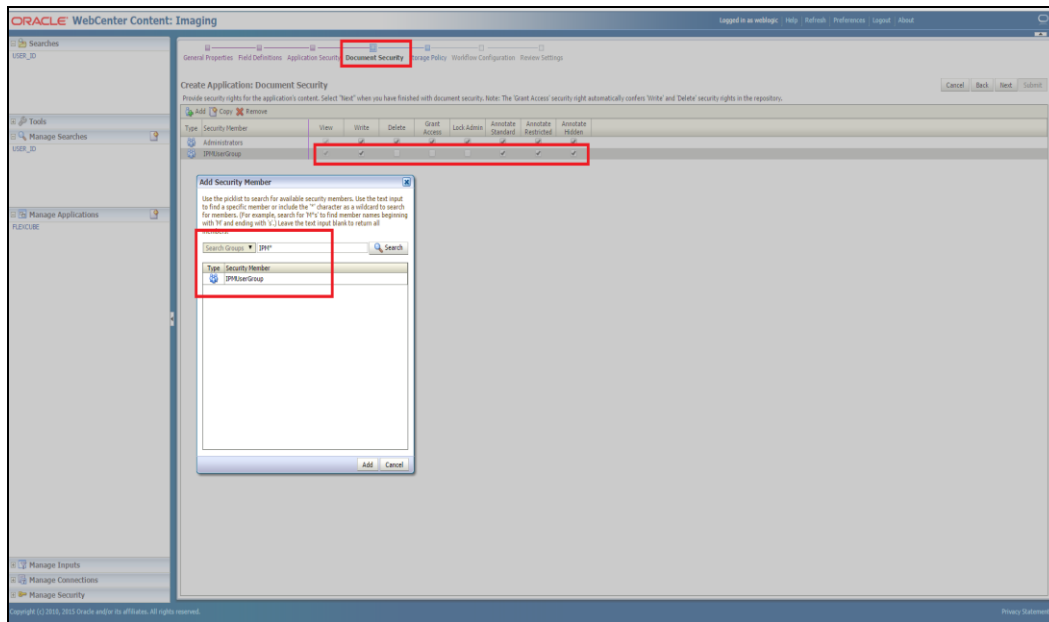 ORACLE WebCenter Content: Imaging
Logged in as weblogic Help Refresh Preferences Logout About
Searches
USER_ID
Tools
Manage Searches
USER_ID
Manage Applications
FLEXCUBE
Manage Inputs
Manage Connections
Manage Security
General Properties Field Definitions Application Security Document Security Storage Policy Workflow Configuration Review Settings
Create Application: Document Security
Cancel Back Next Submit
Provide security rights for the application's content. Select "Next" when you have finished with document security. Note: The 'Grant Access' security right automatically confers 'Write' and 'Delete' security rights in the repository.
Add Copy Remove
Type Security Member View Write Delete Grant Access Lock Admin Annotate Standard Annotate Restricted Annotate Hidden
Administrators
IPMUserGroup
Add Security Member
Use the picklist to search for available security members. Use the text input
to find a specific member or include the '*' character as a wildcard to search
for members. (For example, search for 'M*s' to find member names beginning
with 'M' and ending with 's'.) Leave the text input blank to return all
members.
Search Groups IPM* Search
Type Security Member
IPMUserGroup
Add Cancel
Copyright (c) 2010, 2015 Oracle and/or its affiliates. All rights reserved.
Privacy Statement